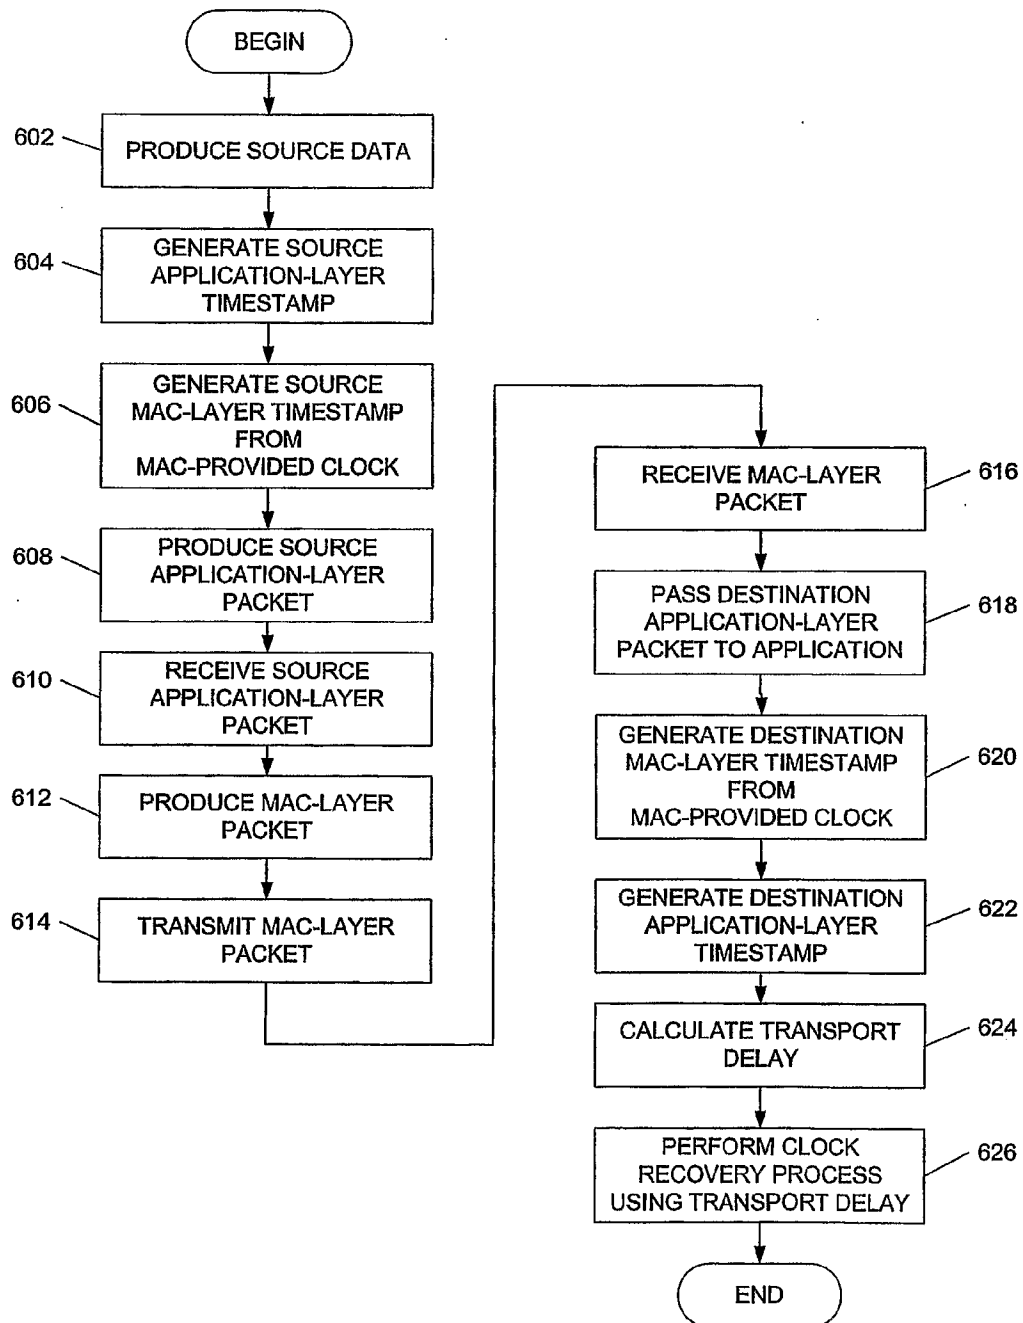 BEGIN
602
PRODUCE SOURCE DATA
604
GENERATE SOURCE
APPLICATION-LAYER
TIMESTAMP
606
GENERATE SOURCE
MAC-LAYER TIMESTAMP
FROM
MAC-PROVIDED CLOCK
608
PRODUCE SOURCE
APPLICATION-LAYER
PACKET
610
RECEIVE SOURCE
APPLICATION-LAYER
PACKET
612
PRODUCE MAC-LAYER
PACKET
614
TRANSMIT MAC-LAYER
PACKET
RECEIVE MAC-LAYER
PACKET
616
PASS DESTINATION
APPLICATION-LAYER
PACKET TO APPLICATION
618
GENERATE DESTINATION
MAC-LAYER TIMESTAMP
FROM
MAC-PROVIDED CLOCK
620
GENERATE DESTINATION
APPLICATION-LAYER
TIMESTAMP
622
CALCULATE TRANSPORT
DELAY
624
PERFORM CLOCK
RECOVERY PROCESS
USING TRANSPORT DELAY
626
END